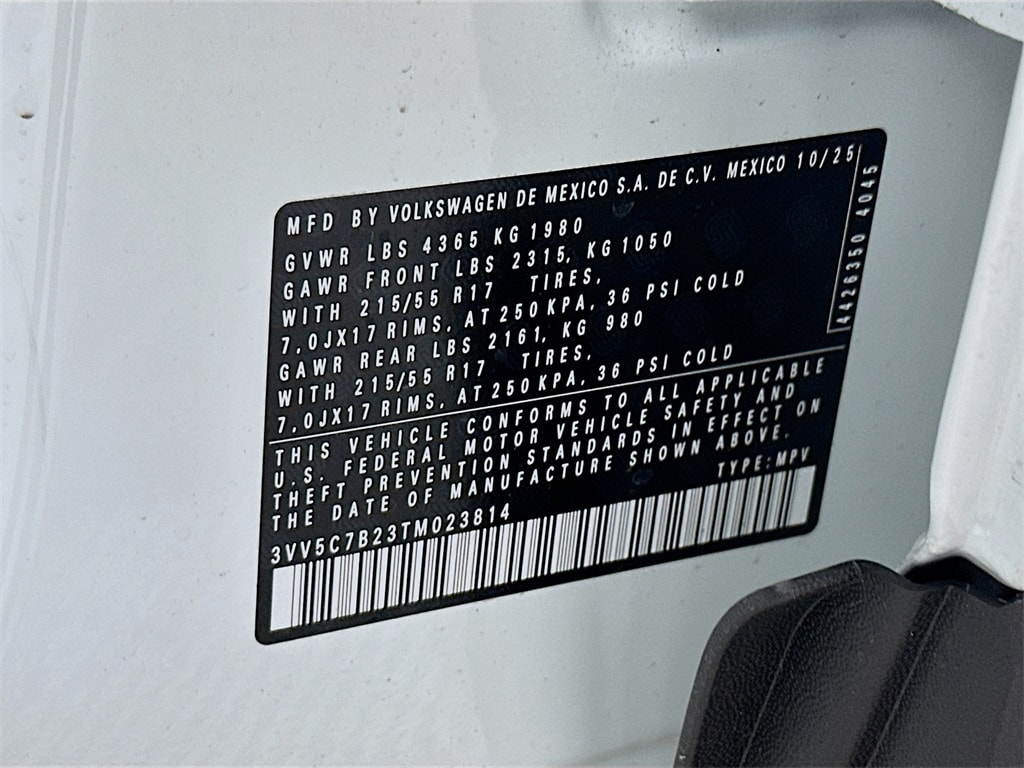 MFD BY VOLKSWAGEN DE MEXICO S.A. DE C.V. MEXICO 10/25
GVWR LBS 4365 KG 1980
GAWR FRONT LBS 2315, KG 1050
WITH 215/55 R17 TIRES,
7,0JX17 RIMS, AT 250 KPA, 36 PSI COLD
GAWR REAR LBS 2161, KG 980
WITH 215/55 R17 TIRES,
7,0JX17 RIMS, AT 250 KPA, 36 PSI COLD
THIS VEHICLE CONFORMS TO ALL APPLICABLE
U.S. FEDERAL MOTOR VEHICLE SAFETY AND
THEFT PREVENTION STANDARDS IN EFFECT ON
THE DATE OF MANUFACTURE SHOWN ABOVE.
TYPE: MPV
3VV5C7B23TM023814
4426350 4045